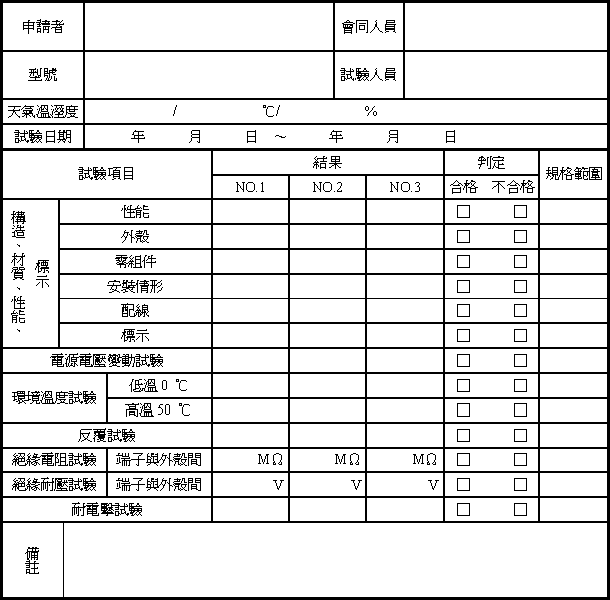 申請者 會同人員
型號 試驗人員
天氣溫溼度 / ℃/ %
試驗日期 年 月 日 ～ 年 月 日
試驗項目 結果 判定 規格範圍
NO.1 NO.2 NO.3 合格 不合格
構造、材質、性能、標示
性能 □ □
外殼 □ □
零組件 □ □
安裝情形 □ □
配線 □ □
標示 □ □
電源電壓變動試驗 □ □
環境溫度試驗 低溫 0 ℃ □ □
高溫 50 ℃ □ □
反覆試驗 □ □
絕緣電阻試驗 端子與外殼間 MΩ MΩ MΩ □ □
絕緣耐壓試驗 端子與外殼間 V V V □ □
耐電擊試驗 □ □
備註